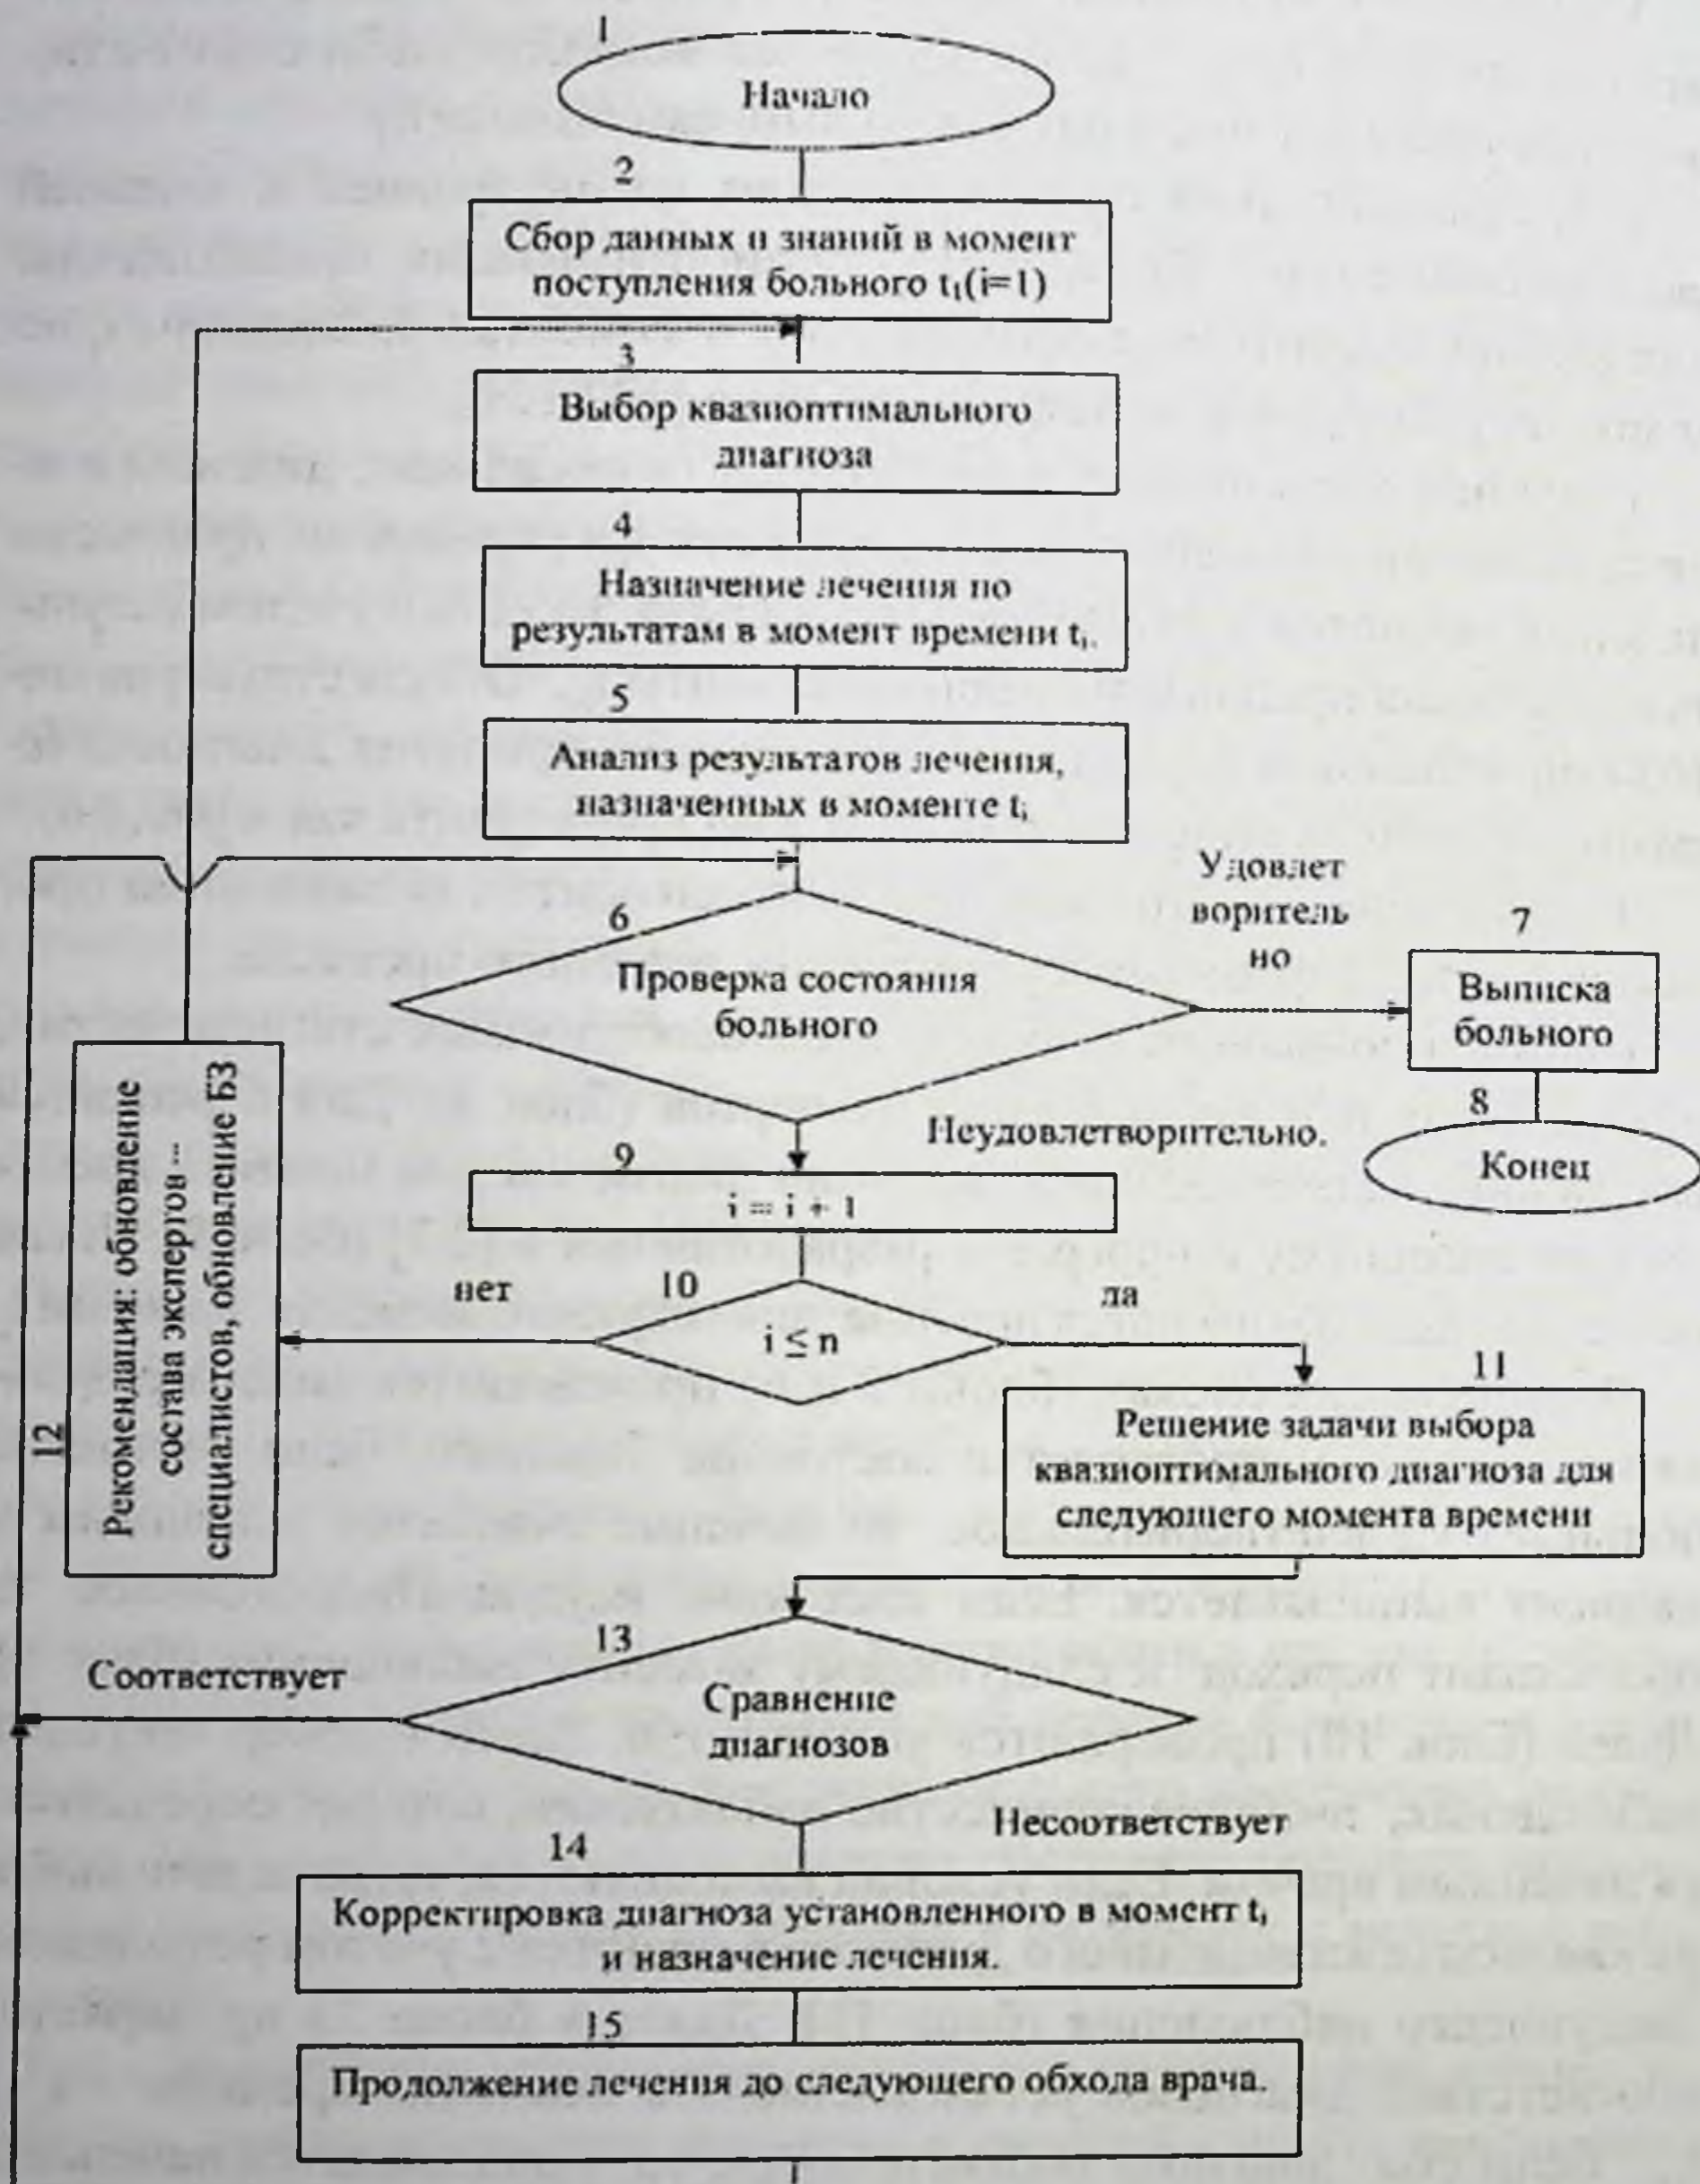 1
Начало
2
Сбор данных и знаний в момент
поступления больного t₁(i=1)
3
Выбор квазиоптимального
диагноза
4
Назначение лечения по
результатам в момент времени tᵢ.
5
Анализ результатов лечения,
назначенных в моменте tᵢ
6
Проверка состояния
больного
Удовлет
воритель
но
7
Выписка
больного
8
Конец
Неудовлетворительно.
9
i = i + 1
10
i ≤ n
нет
да
11
Решение задачи выбора
квазиоптимального диагноза для
следующего момента времени
12
Рекомендация: обновление
состава экспертов ...
специалистов, обновление БЗ
13
Сравнение
диагнозов
Соответствует
Несоответствует
14
Корректировка диагноза установленного в момент tᵢ
и назначение лечения.
15
Продолжение лечения до следующего обхода врача.